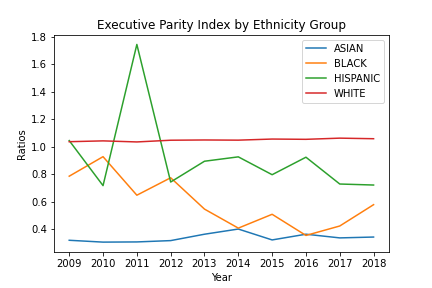 Executive Parity Index by Ethnicity Group
1.8
1.6
1.4
1.2
1.0
0.8
0.6
0.4
Ratios
ASIAN
BLACK
HISPANIC
WHITE
2009 2010 2011 2012 2013 2014 2015 2016 2017 2018
Year